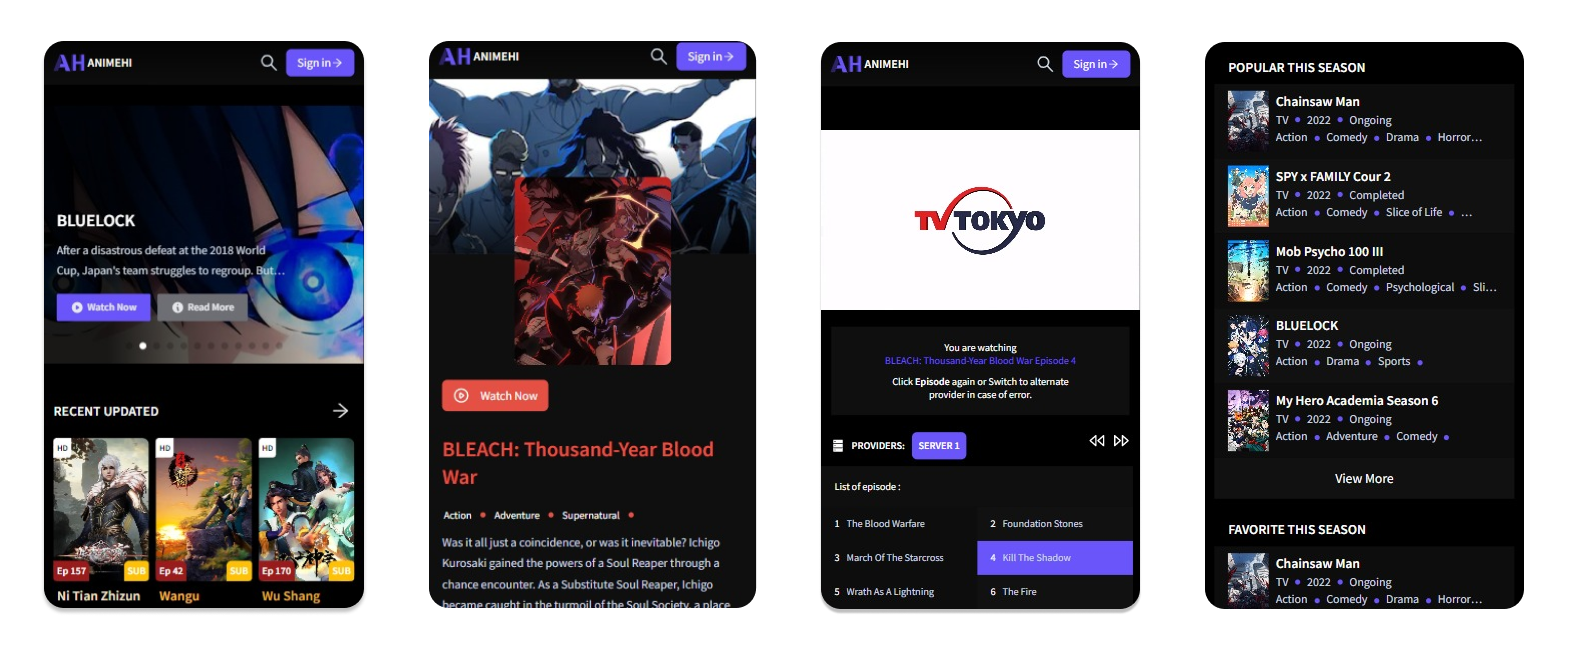 AH ANIMEHI
Sign in →
BLUELOCK
After a disastrous defeat at the 2018 World
Cup, Japan's team struggles to regroup. But...
Watch Now
Read More
RECENT UPDATED
HD
HD
HD
Ep 157
SUB
Ep 42
SUB
Ep 170
SUB
Ni Tian Zhizun
Wangu
Wu Shang
AH ANIMEHI
Sign in →
Watch Now
BLEACH: Thousand-Year Blood
War
Action • Adventure • Supernatural •
Was it all just a coincidence, or was it inevitable? Ichigo
Kurosaki gained the powers of a Soul Reaper through a
chance encounter. As a Substitute Soul Reaper, Ichigo
became caught in the turmoil of the Soul Society, a place
AH ANIMEHI
Sign in →
TV TOKYO
You are watching
BLEACH: Thousand-Year Blood War Episode 4
Click Episode again or Switch to alternate
provider in case of error.
PROVIDERS: SERVER 1
List of episode :
1 The Blood Warfare
2 Foundation Stones
3 March Of The Starcross
4 Kill The Shadow
5 Wrath As A Lightning
6 The Fire
POPULAR THIS SEASON
Chainsaw Man
TV • 2022 • Ongoing
Action • Comedy • Drama • Horror...
SPY x FAMILY Cour 2
TV • 2022 • Completed
Action • Comedy • Slice of Life • ...
Mob Psycho 100 III
TV • 2022 • Completed
Action • Comedy • Psychological • Sli...
BLUELOCK
TV • 2022 • Ongoing
Action • Drama • Sports •
My Hero Academia Season 6
TV • 2022 • Ongoing
Action • Adventure • Comedy •
View More
FAVORITE THIS SEASON
Chainsaw Man
TV • 2022 • Ongoing
Action • Comedy • Drama • Horror...